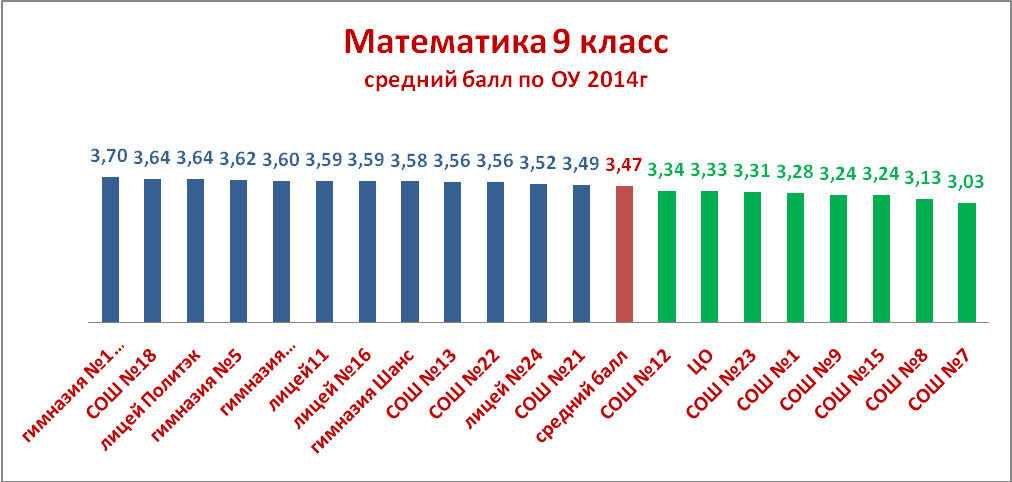 Математика 9 класс
средний балл по ОУ 2014г
3,70 3,64 3,64 3,62 3,60 3,59 3,59 3,58 3,56 3,56 3,52 3,49 3,47 3,34 3,33 3,31 3,28 3,24 3,24 3,13 3,03
гимназия №1…
СОШ №18
лицей Политэк
гимназия №5
гимназия…
лицей11
лицей №16
гимназия Шанс
СОШ №13
СОШ №22
лицей №24
СОШ №21
средний балл
СОШ №12
ЦО
СОШ №23
СОШ №1
СОШ №9
СОШ №15
СОШ №8
СОШ №7